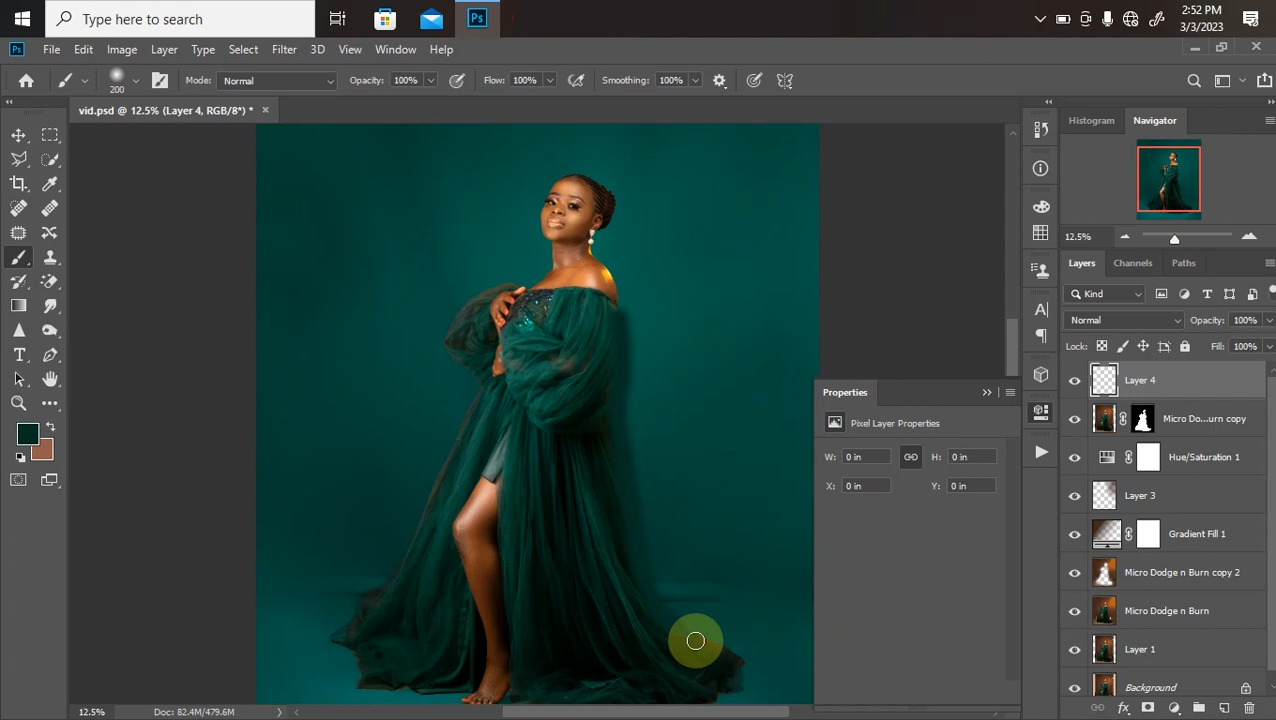 Type here to search
Ps
2:52 PM
3/3/2023
Ps File Edit Image Layer Type Select Filter 3D View Window Help
200 Mode: Normal Opacity: 100% Flow: 100% Smoothing: 100%
vid.psd @ 12.5% (Layer 4, RGB/8*) *
Histogram Navigator
12.5%
Layers Channels Paths
Kind
Normal Opacity: 100%
Lock: Fill: 100%
Layer 4
Micro Do...urn copy
Hue/Saturation 1
Layer 3
Gradient Fill 1
Micro Dodge n Burn copy 2
Micro Dodge n Burn
Layer 1
Background
Properties
Pixel Layer Properties
W: 0 in H: 0 in
X: 0 in Y: 0 in
12.5% Doc: 82.4M/479.6M